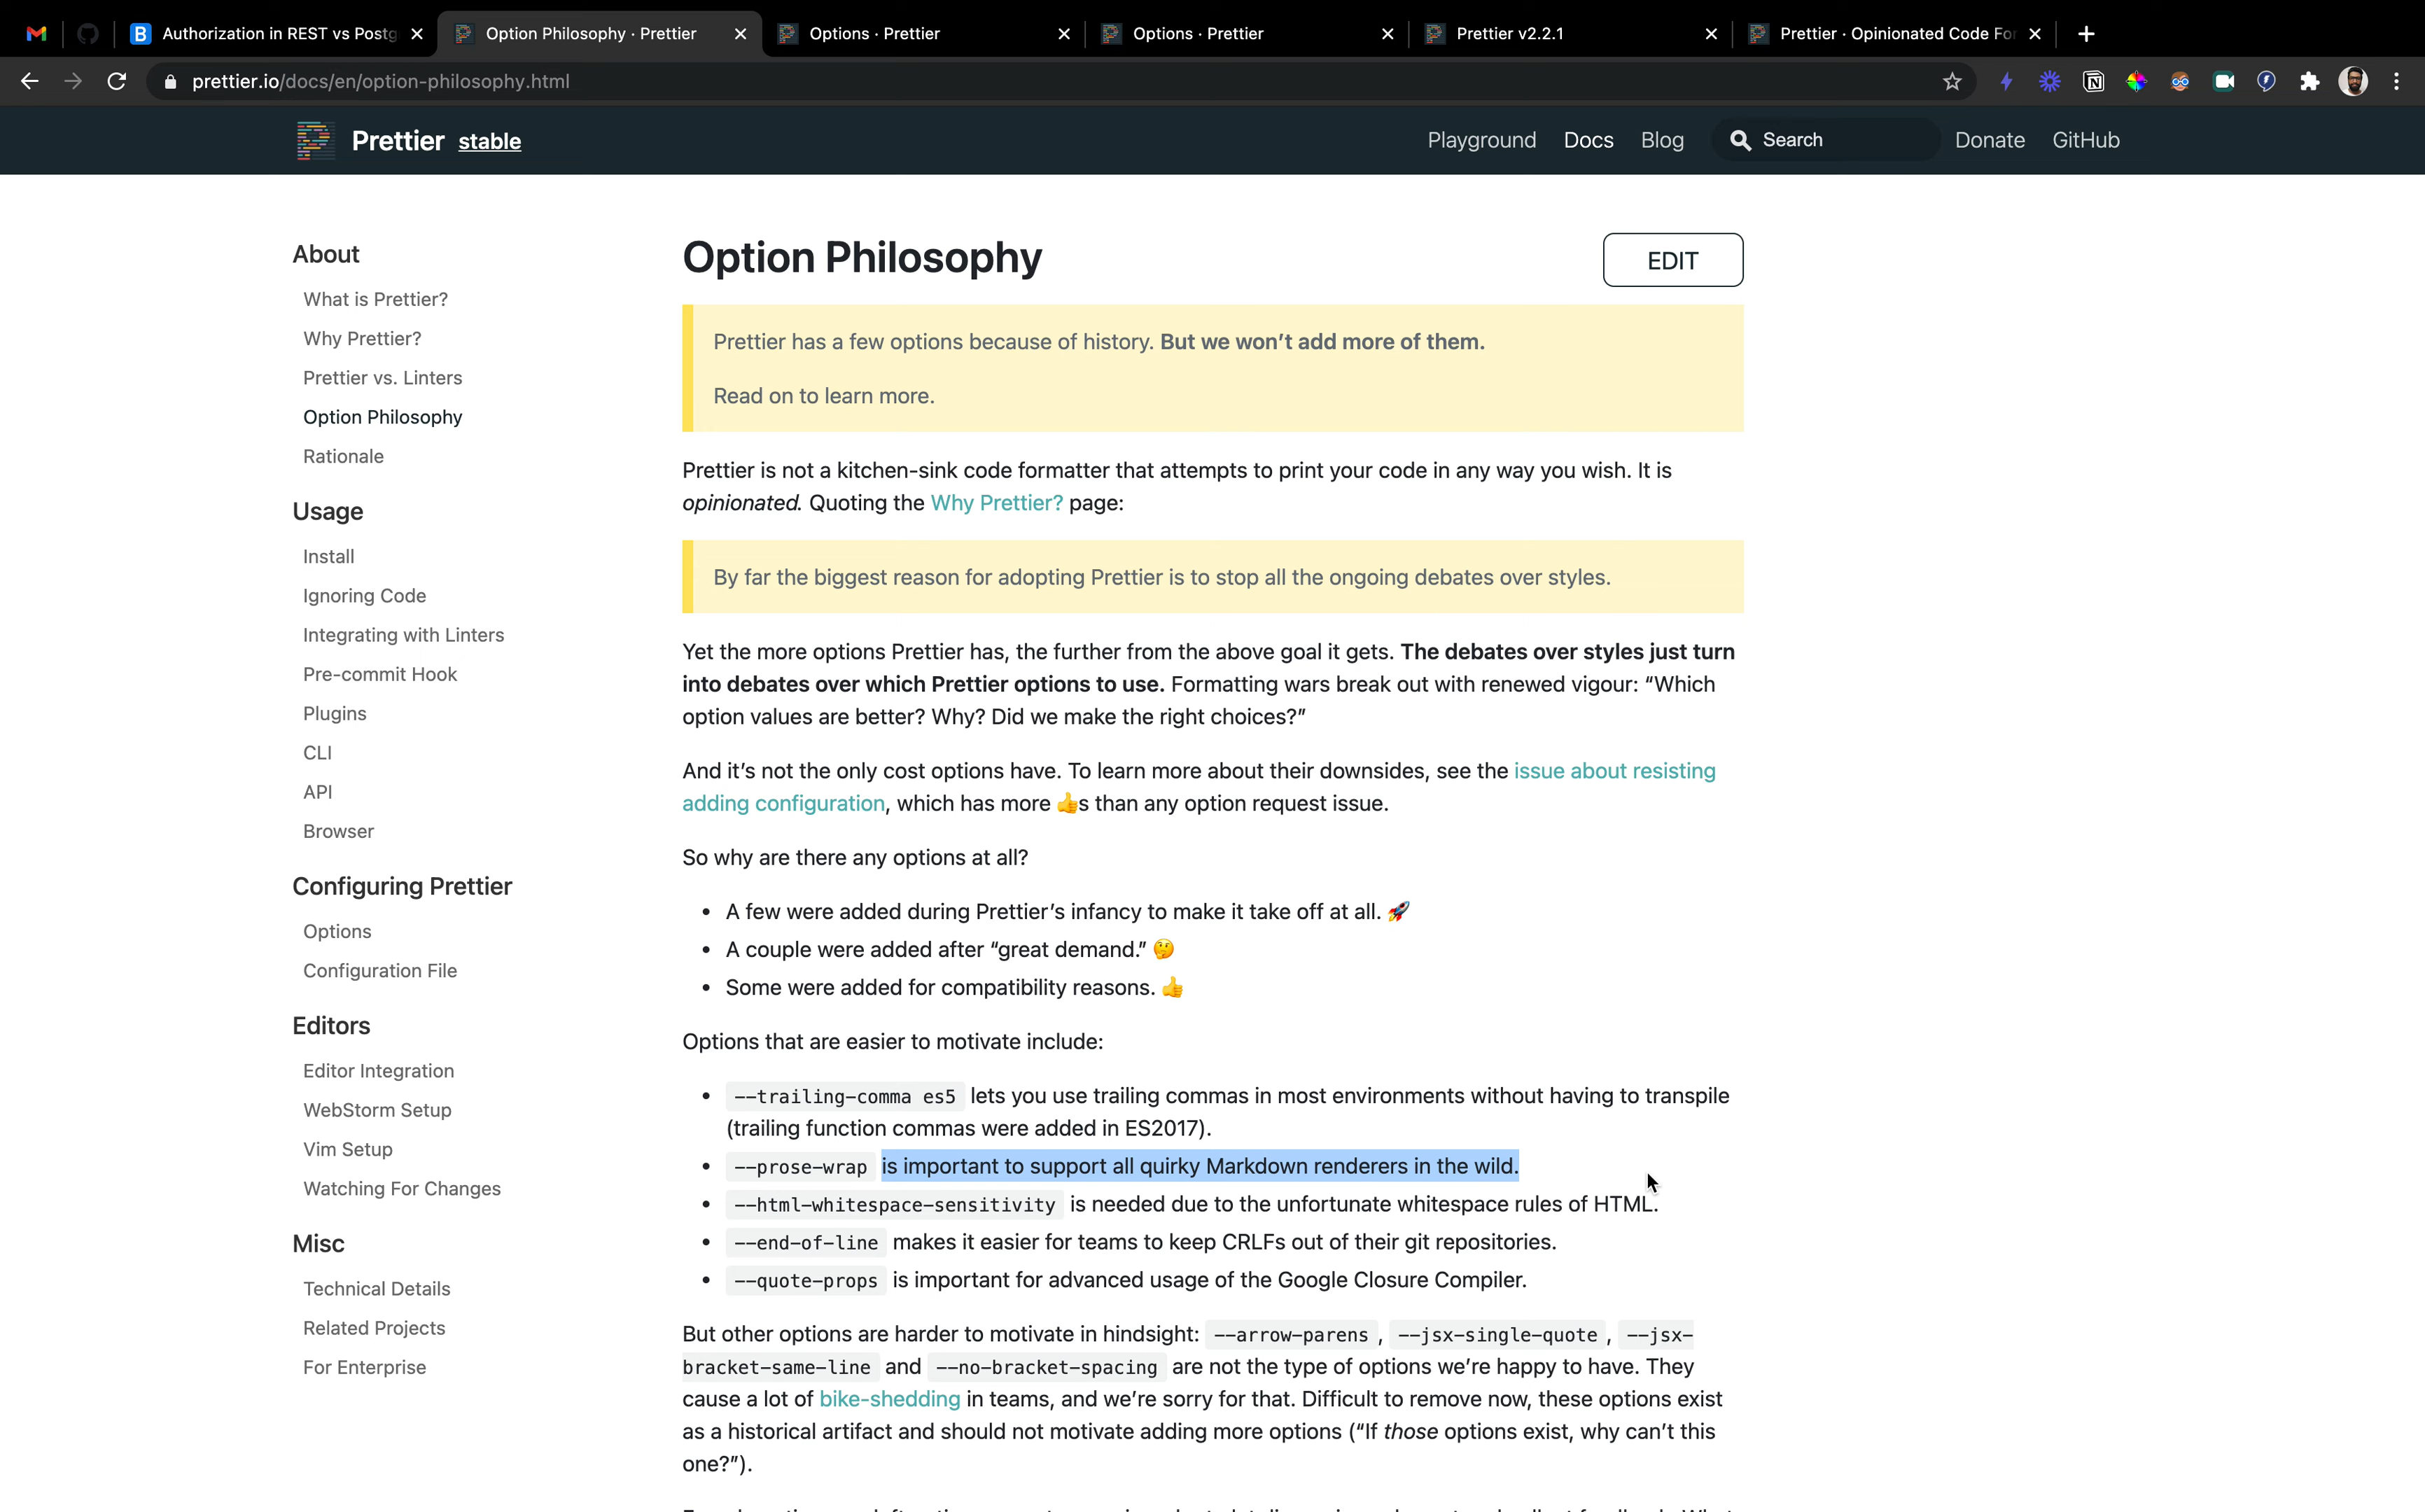 Authorization in REST vs Postg
Option Philosophy · Prettier
Options · Prettier
Options · Prettier
Prettier v2.2.1
Prettier · Opinionated Code For
prettier.io/docs/en/option-philosophy.html
Prettier stable
Playground Docs Blog Search Donate GitHub
About
What is Prettier?
Why Prettier?
Prettier vs. Linters
Option Philosophy
Rationale
Usage
Install
Ignoring Code
Integrating with Linters
Pre-commit Hook
Plugins
CLI
API
Browser
Configuring Prettier
Options
Configuration File
Editors
Editor Integration
WebStorm Setup
Vim Setup
Watching For Changes
Misc
Technical Details
Related Projects
For Enterprise
Option Philosophy
EDIT
Prettier has a few options because of history. But we won’t add more of them.
Read on to learn more.
Prettier is not a kitchen-sink code formatter that attempts to print your code in any way you wish. It is
opinionated. Quoting the Why Prettier? page:
By far the biggest reason for adopting Prettier is to stop all the ongoing debates over styles.
Yet the more options Prettier has, the further from the above goal it gets. The debates over styles just turn
into debates over which Prettier options to use. Formatting wars break out with renewed vigour: “Which
option values are better? Why? Did we make the right choices?”
And it’s not the only cost options have. To learn more about their downsides, see the issue about resisting
adding configuration, which has more 👍s than any option request issue.
So why are there any options at all?
• A few were added during Prettier’s infancy to make it take off at all. 🚀
• A couple were added after “great demand.” 🤔
• Some were added for compatibility reasons. 👍
Options that are easier to motivate include:
• --trailing-comma es5 lets you use trailing commas in most environments without having to transpile
(trailing function commas were added in ES2017).
• --prose-wrap is important to support all quirky Markdown renderers in the wild.
• --html-whitespace-sensitivity is needed due to the unfortunate whitespace rules of HTML.
• --end-of-line makes it easier for teams to keep CRLFs out of their git repositories.
• --quote-props is important for advanced usage of the Google Closure Compiler.
But other options are harder to motivate in hindsight: --arrow-parens, --jsx-single-quote, --jsx-
bracket-same-line and --no-bracket-spacing are not the type of options we’re happy to have. They
cause a lot of bike-shedding in teams, and we’re sorry for that. Difficult to remove now, these options exist
as a historical artifact and should not motivate adding more options (“If those options exist, why can’t this
one?”).